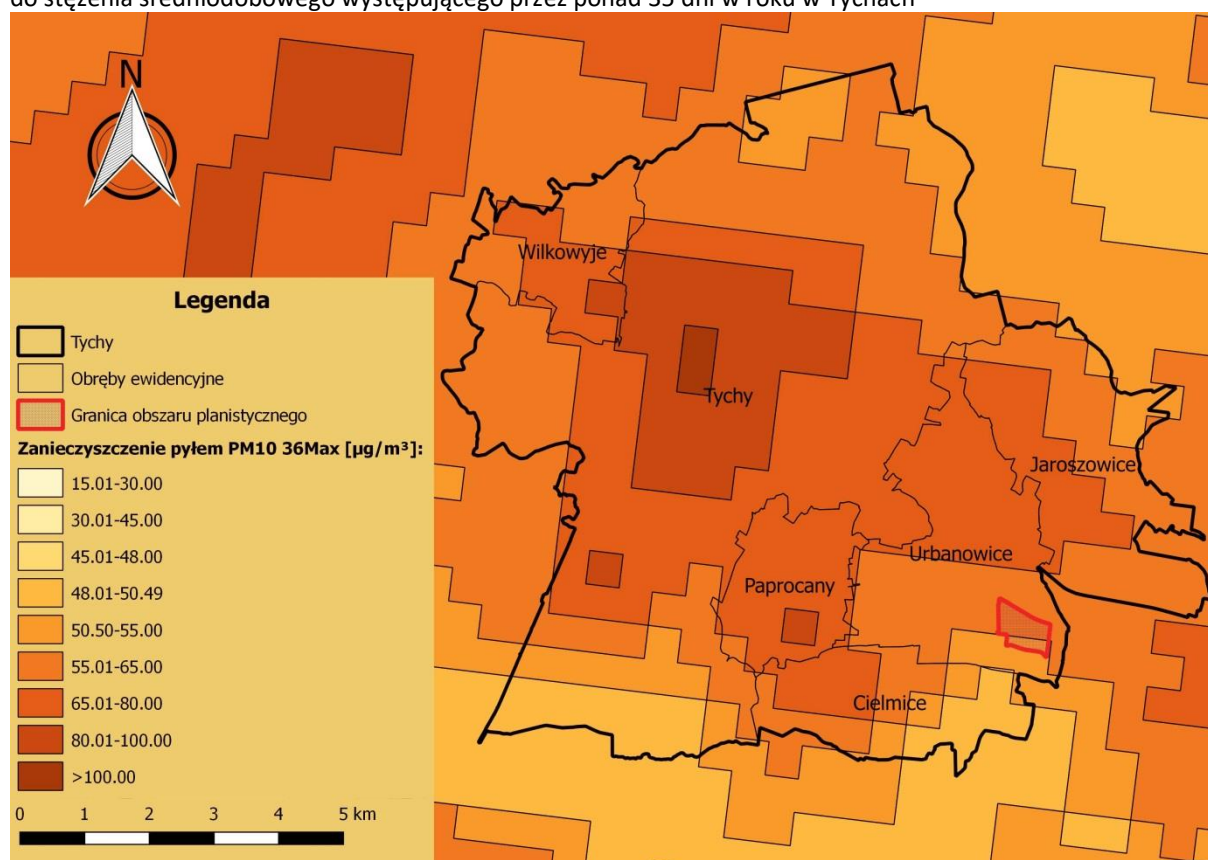 do stężenia średniodobowego występującego przez ponad 35 dni w roku w Tychach
N
Wilkowyje
Tychy
Jaroszowice
Urbanowice
Paprocany
Cielmice
Legenda
Tychy
Obręby ewidencyjne
Granica obszaru planistycznego
Zanieczyszczenie pyłem PM10 36Max [µg/m³]:
15.01-30.00
30.01-45.00
45.01-48.00
48.01-50.49
50.50-55.00
55.01-65.00
65.01-80.00
80.01-100.00
>100.00
0 1 2 3 4 5 km